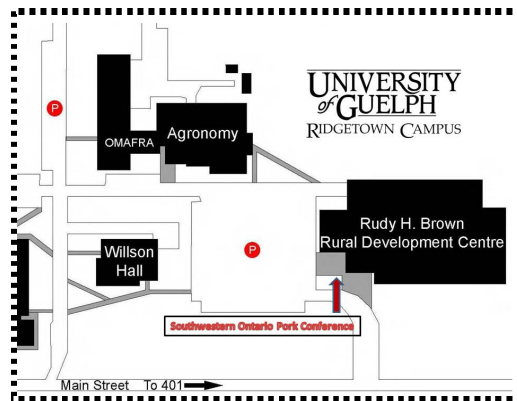 UNIVERSITY
of GUELPH
RIDGETOWN CAMPUS
P
OMAFRA
Agronomy
Rudy H. Brown
Rural Development Centre
Willson
Hall
P
Southwestern Ontario Pork Conference
Main Street To 401